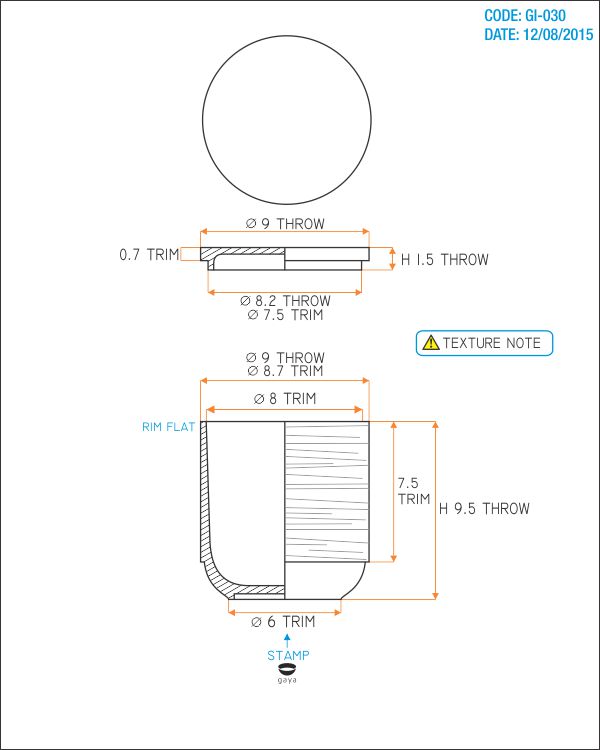 CODE: GI-030
DATE: 12/08/2015
Ø 9 THROW
0.7 TRIM
H 1.5 THROW
Ø 8.2 THROW
Ø 7.5 TRIM
TEXTURE NOTE
Ø 9 THROW
Ø 8.7 TRIM
Ø 8 TRIM
RIM FLAT
7.5
TRIM
H 9.5 THROW
Ø 6 TRIM
STAMP
gaya